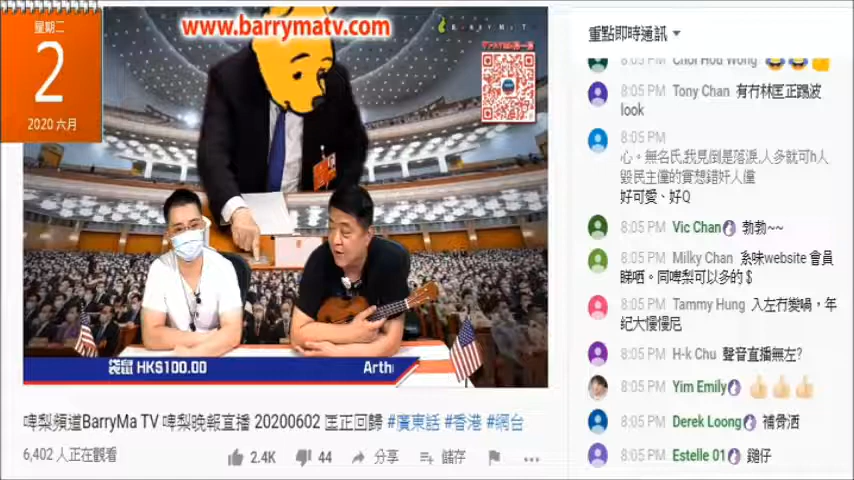 星期二
2
2020 六月
www.barrymatv.com
BARRYMATV
袋鼠 HK$100.00
Arth
啤梨頻道BarryMa TV 啤梨晚報直播 20200602 匡正回歸 #廣東話 #香港 #網台
6,402 人正在觀看
2.4K
44
分享
儲存
重點即時通訊
8:05 PM Choi Hou Wong
8:05 PM Tony Chan 有冇林匡正踢波
look
8:05 PM
心。無名氏,我見倒是落淚,人多就可h人
毀民主僮的實想錯奸人僮
好可愛、好Q
8:05 PM Vic Chan 勃勃~~
8:05 PM Milky Chan 系咪website 會員
睇晒。同啤梨可以多的 $
8:05 PM Tammy Hung 入左冇變喎，年
紀大慢慢尼
8:05 PM H-k Chu 聲音直播無左?
8:05 PM Yim Emily
8:05 PM Derek Loong 補骨酒
8:05 PM Estelle 01 鎚仔